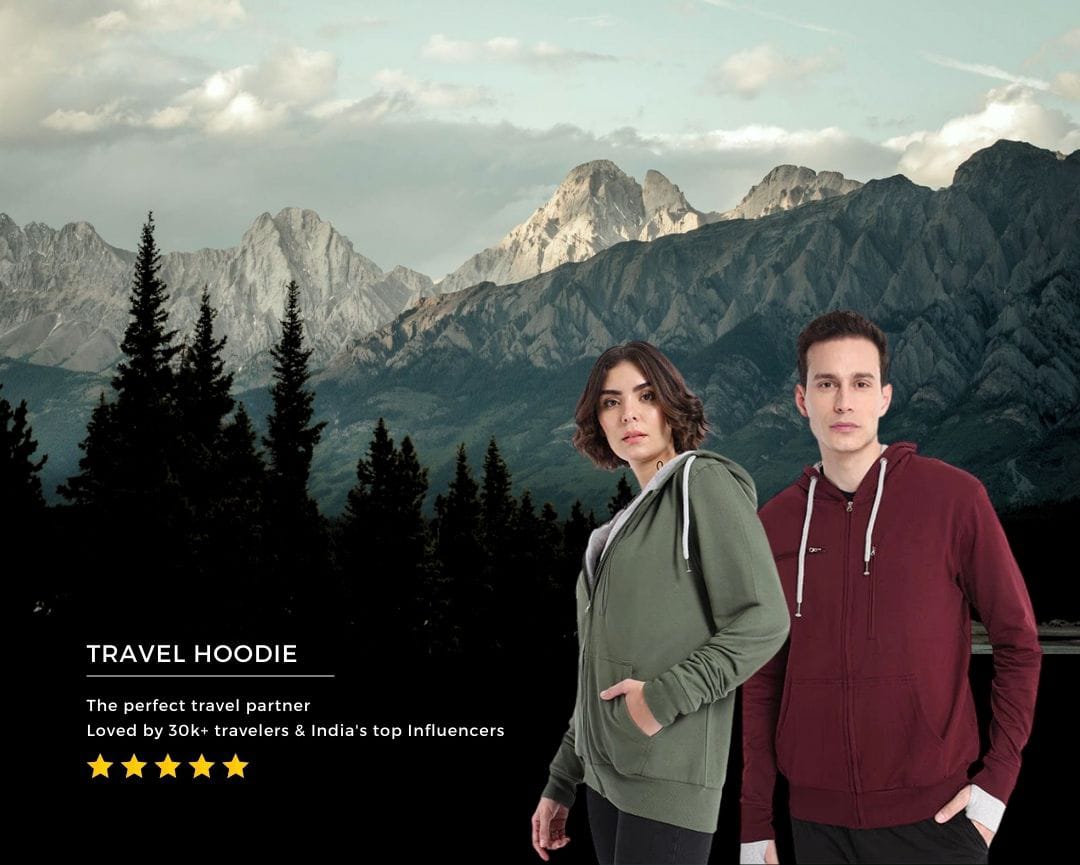 TRAVEL HOODIE
The perfect travel partner
Loved by 30k+ travelers & India's top Influencers